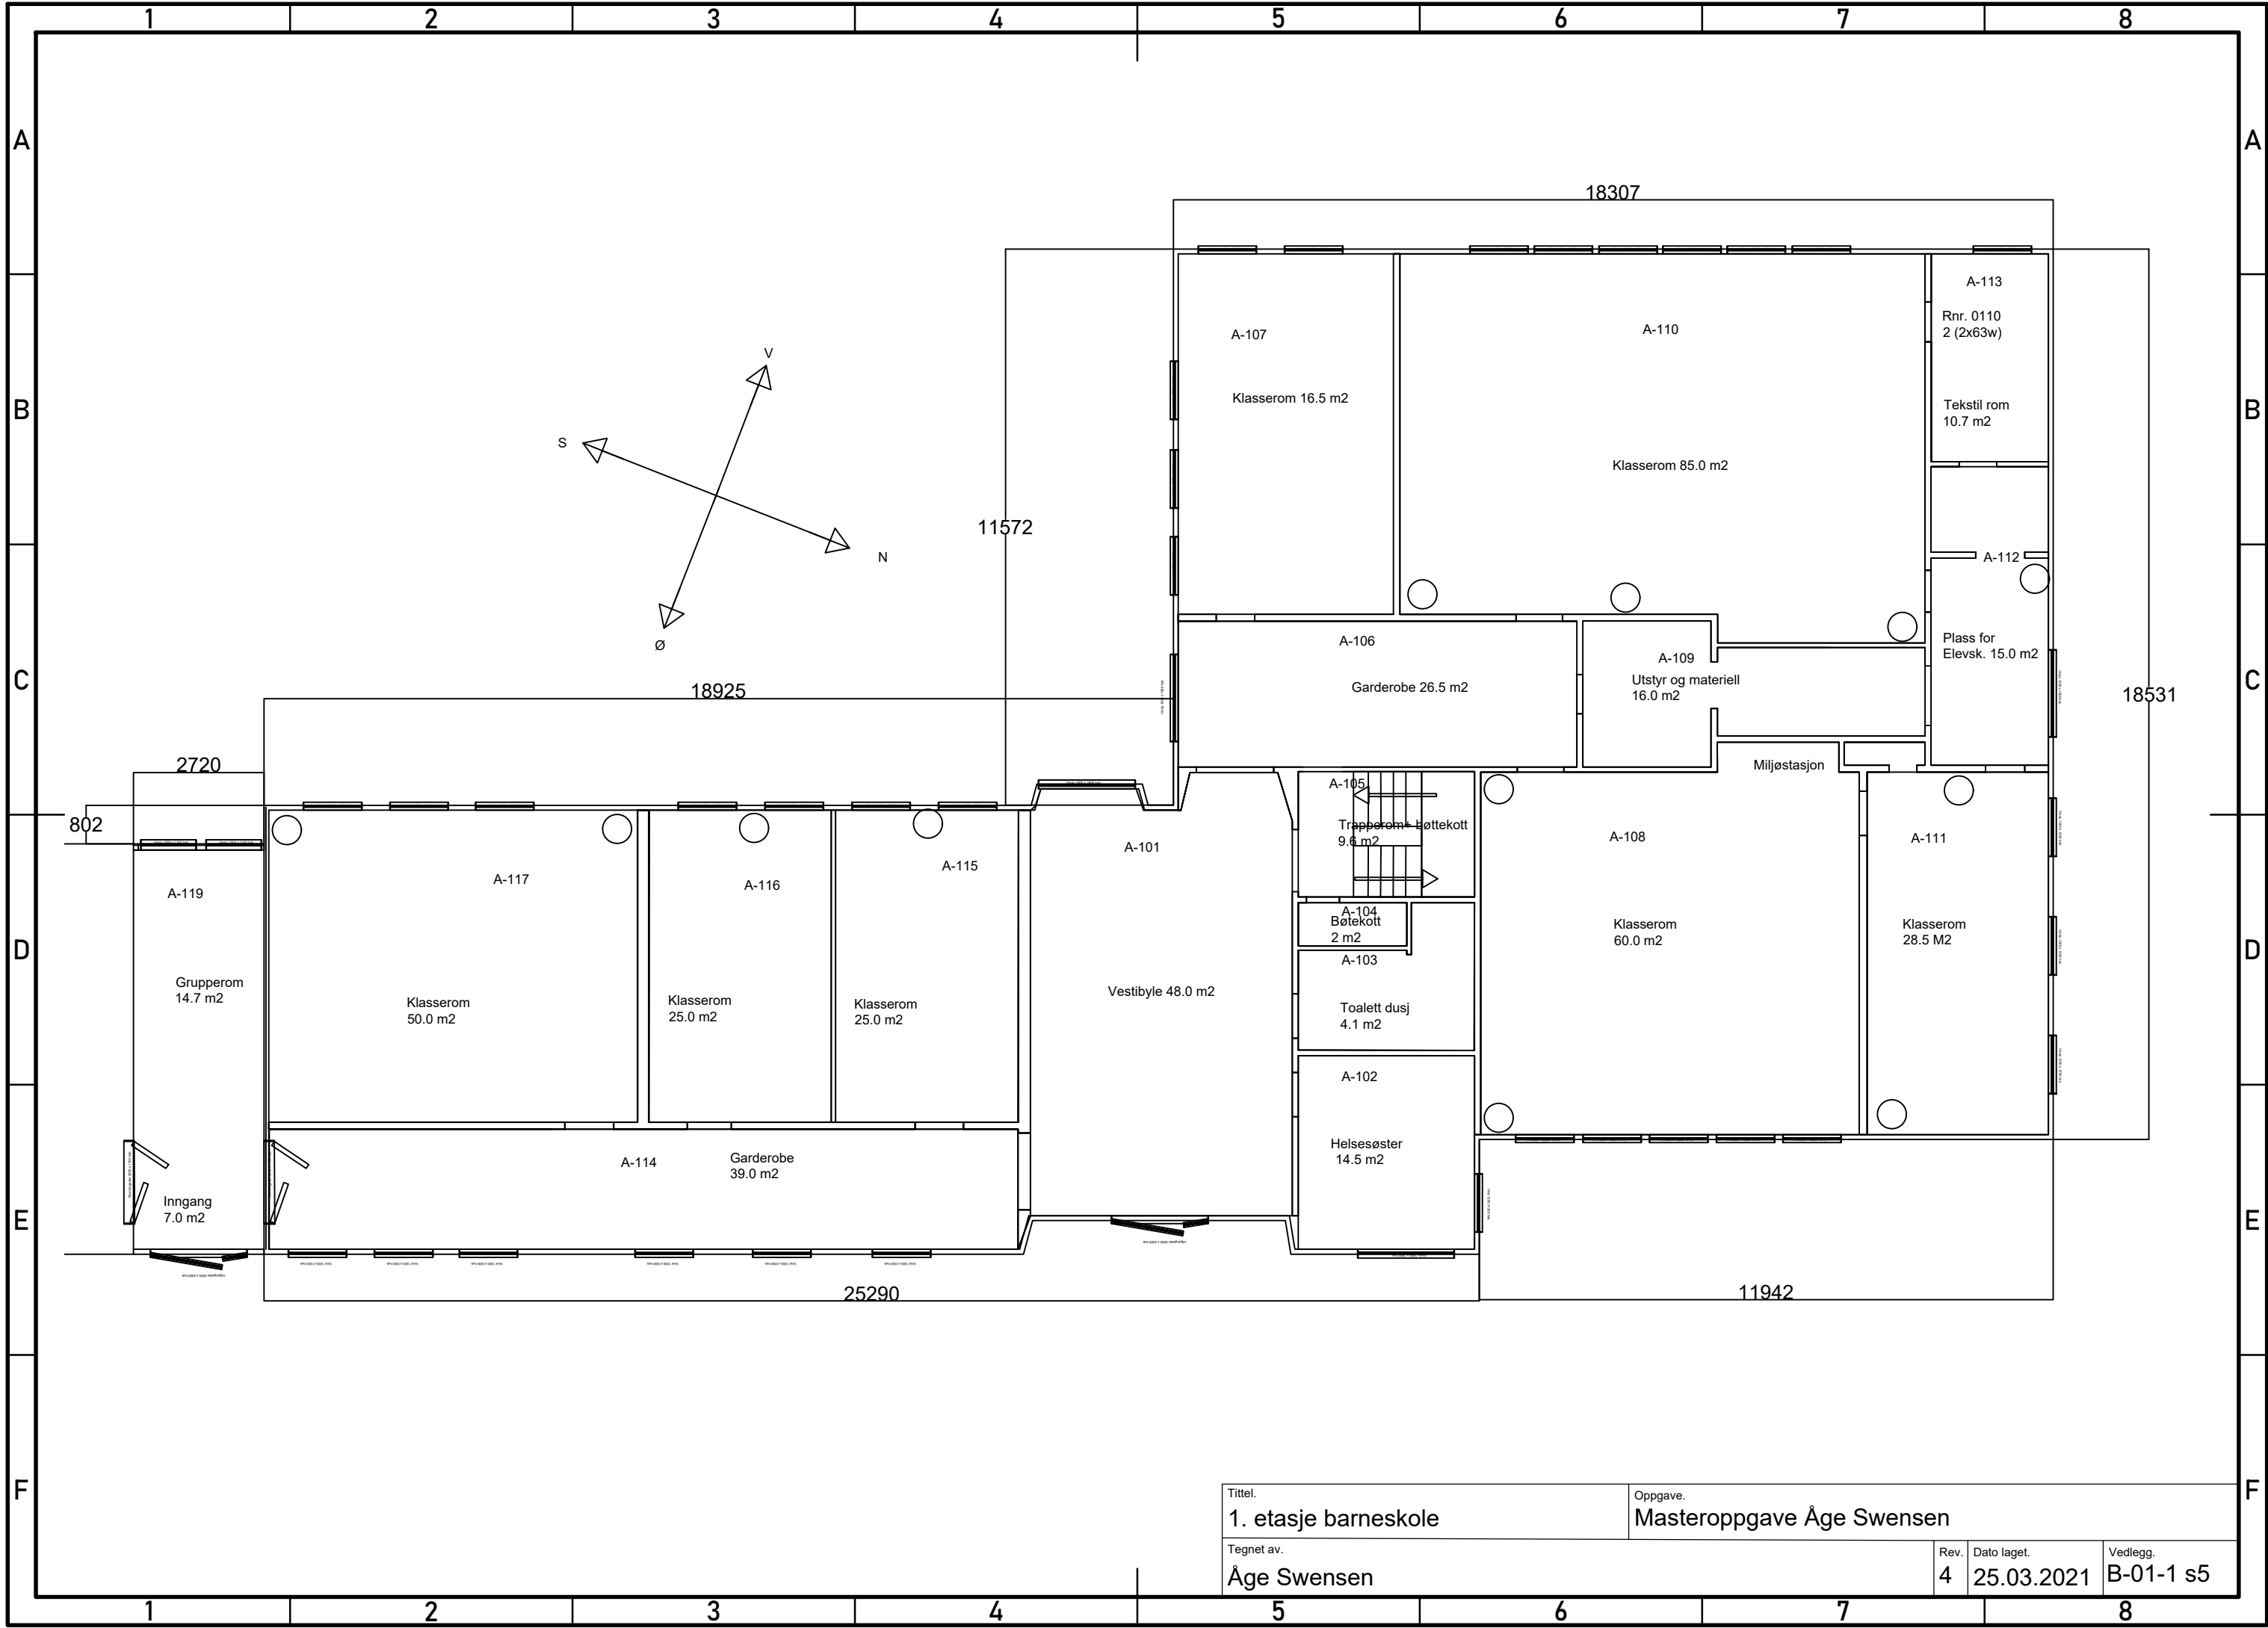 1 2 3 4 5 6 7 8
A A
18307
A-113
Rnr. 0110
2 (2x63w)
A-107
A-110
V
B B
Klasserom 16.5 m2
Tekstil rom
10.7 m2
S
Klasserom 85.0 m2
11572
N
A-112
Ø
A-106
Plass for
Elevsk. 15.0 m2
A-109
C C
Utstyr og materiell
16.0 m2
Garderobe 26.5 m2
18925
18531
2720
Miljøstasjon
A-105
802
Trapperom+ bøttekott
9.6 m2
A-108
A-111
A-101
A-115
A-117
A-116
A-119
A-104
Bøtekott
2 m2
Klasserom
60.0 m2
Klasserom
28.5 M2
D D
A-103
Grupperom
14.7 m2
Vestibyle 48.0 m2
Klasserom
50.0 m2
Klasserom
25.0 m2
Klasserom
25.0 m2
Toalett dusj
4.1 m2
A-102
Helsesøster
14.5 m2
A-114
Garderobe
39.0 m2
Inngang
7.0 m2
E E
25290
11942
F F
Tittel.
1. etasje barneskole
Oppgave.
Masteroppgave Åge Swensen
Tegnet av.
Åge Swensen
Rev.
4
Dato laget.
25.03.2021
Vedlegg.
B-01-1 s5
1 2 3 4 5 6 7 8